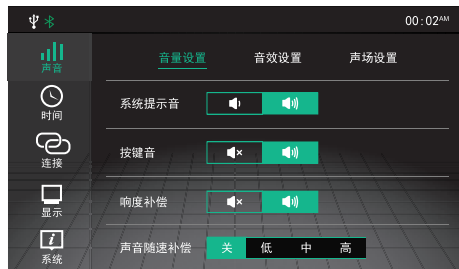 00:02AM
声音
时间
连接
显示
系统
音量设置 音效设置 声场设置
系统提示音
按键音
响度补偿
声音随速补偿 关 低 中 高